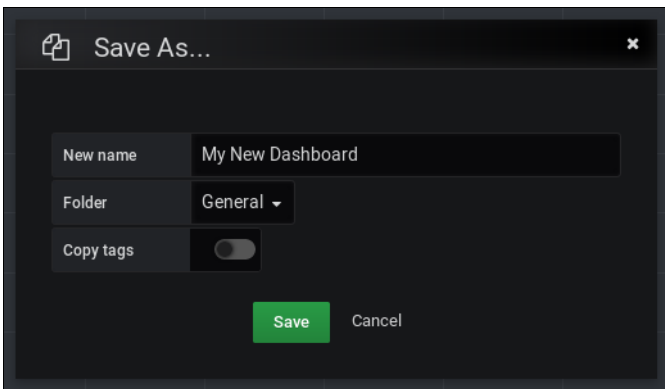 Save As...
New name My New Dashboard
Folder General
Copy tags
Save Cancel